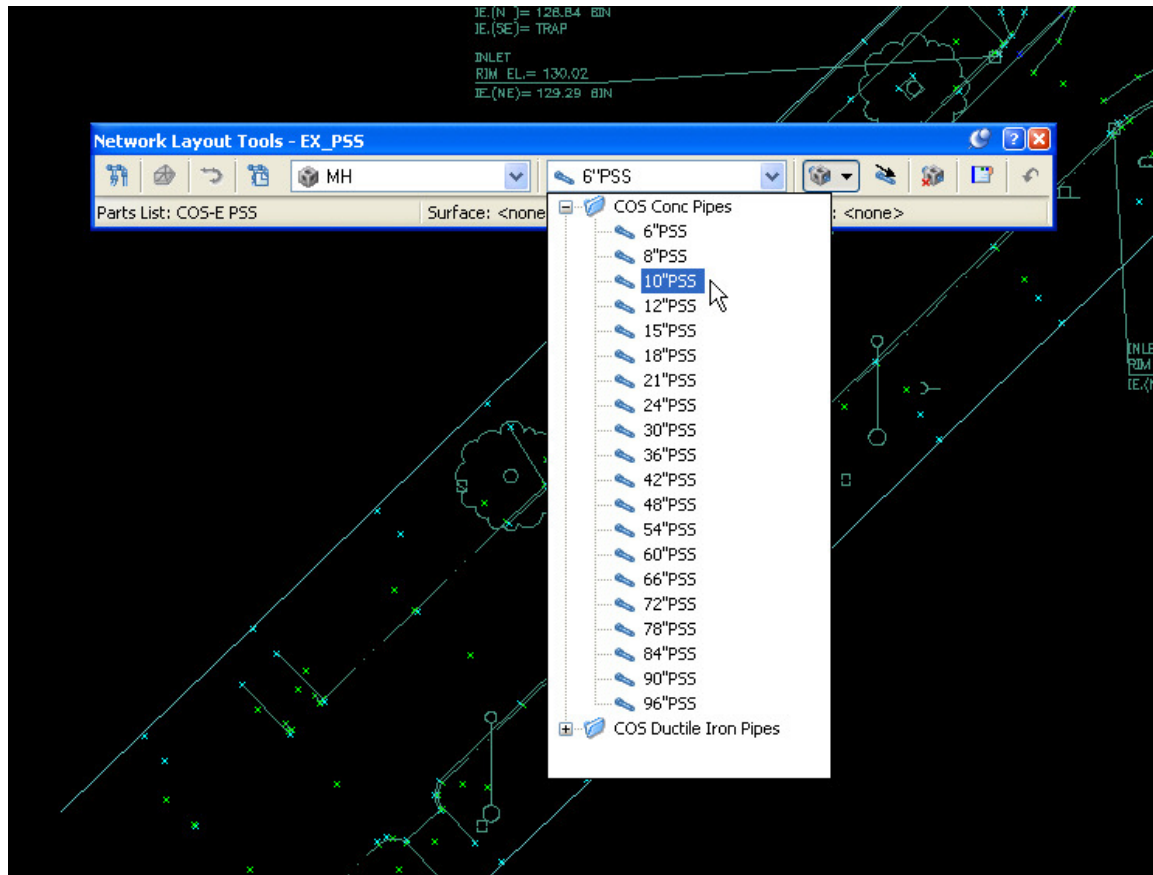 IE.(N )= 126.84 8IN
IE.(SE)= TRAP
INLET
RIM EL.= 130.02
IE.(NE)= 129.29 8IN
Network Layout Tools - EX_PSS
MH
6"PSS
Parts List: COS-E PSS
Surface: <none
: <none>
COS Conc Pipes
6"PSS
8"PSS
10"PSS
12"PSS
15"PSS
18"PSS
21"PSS
24"PSS
30"PSS
36"PSS
42"PSS
48"PSS
54"PSS
60"PSS
66"PSS
72"PSS
78"PSS
84"PSS
90"PSS
96"PSS
COS Ductile Iron Pipes
INLE
RIM
IE.(N